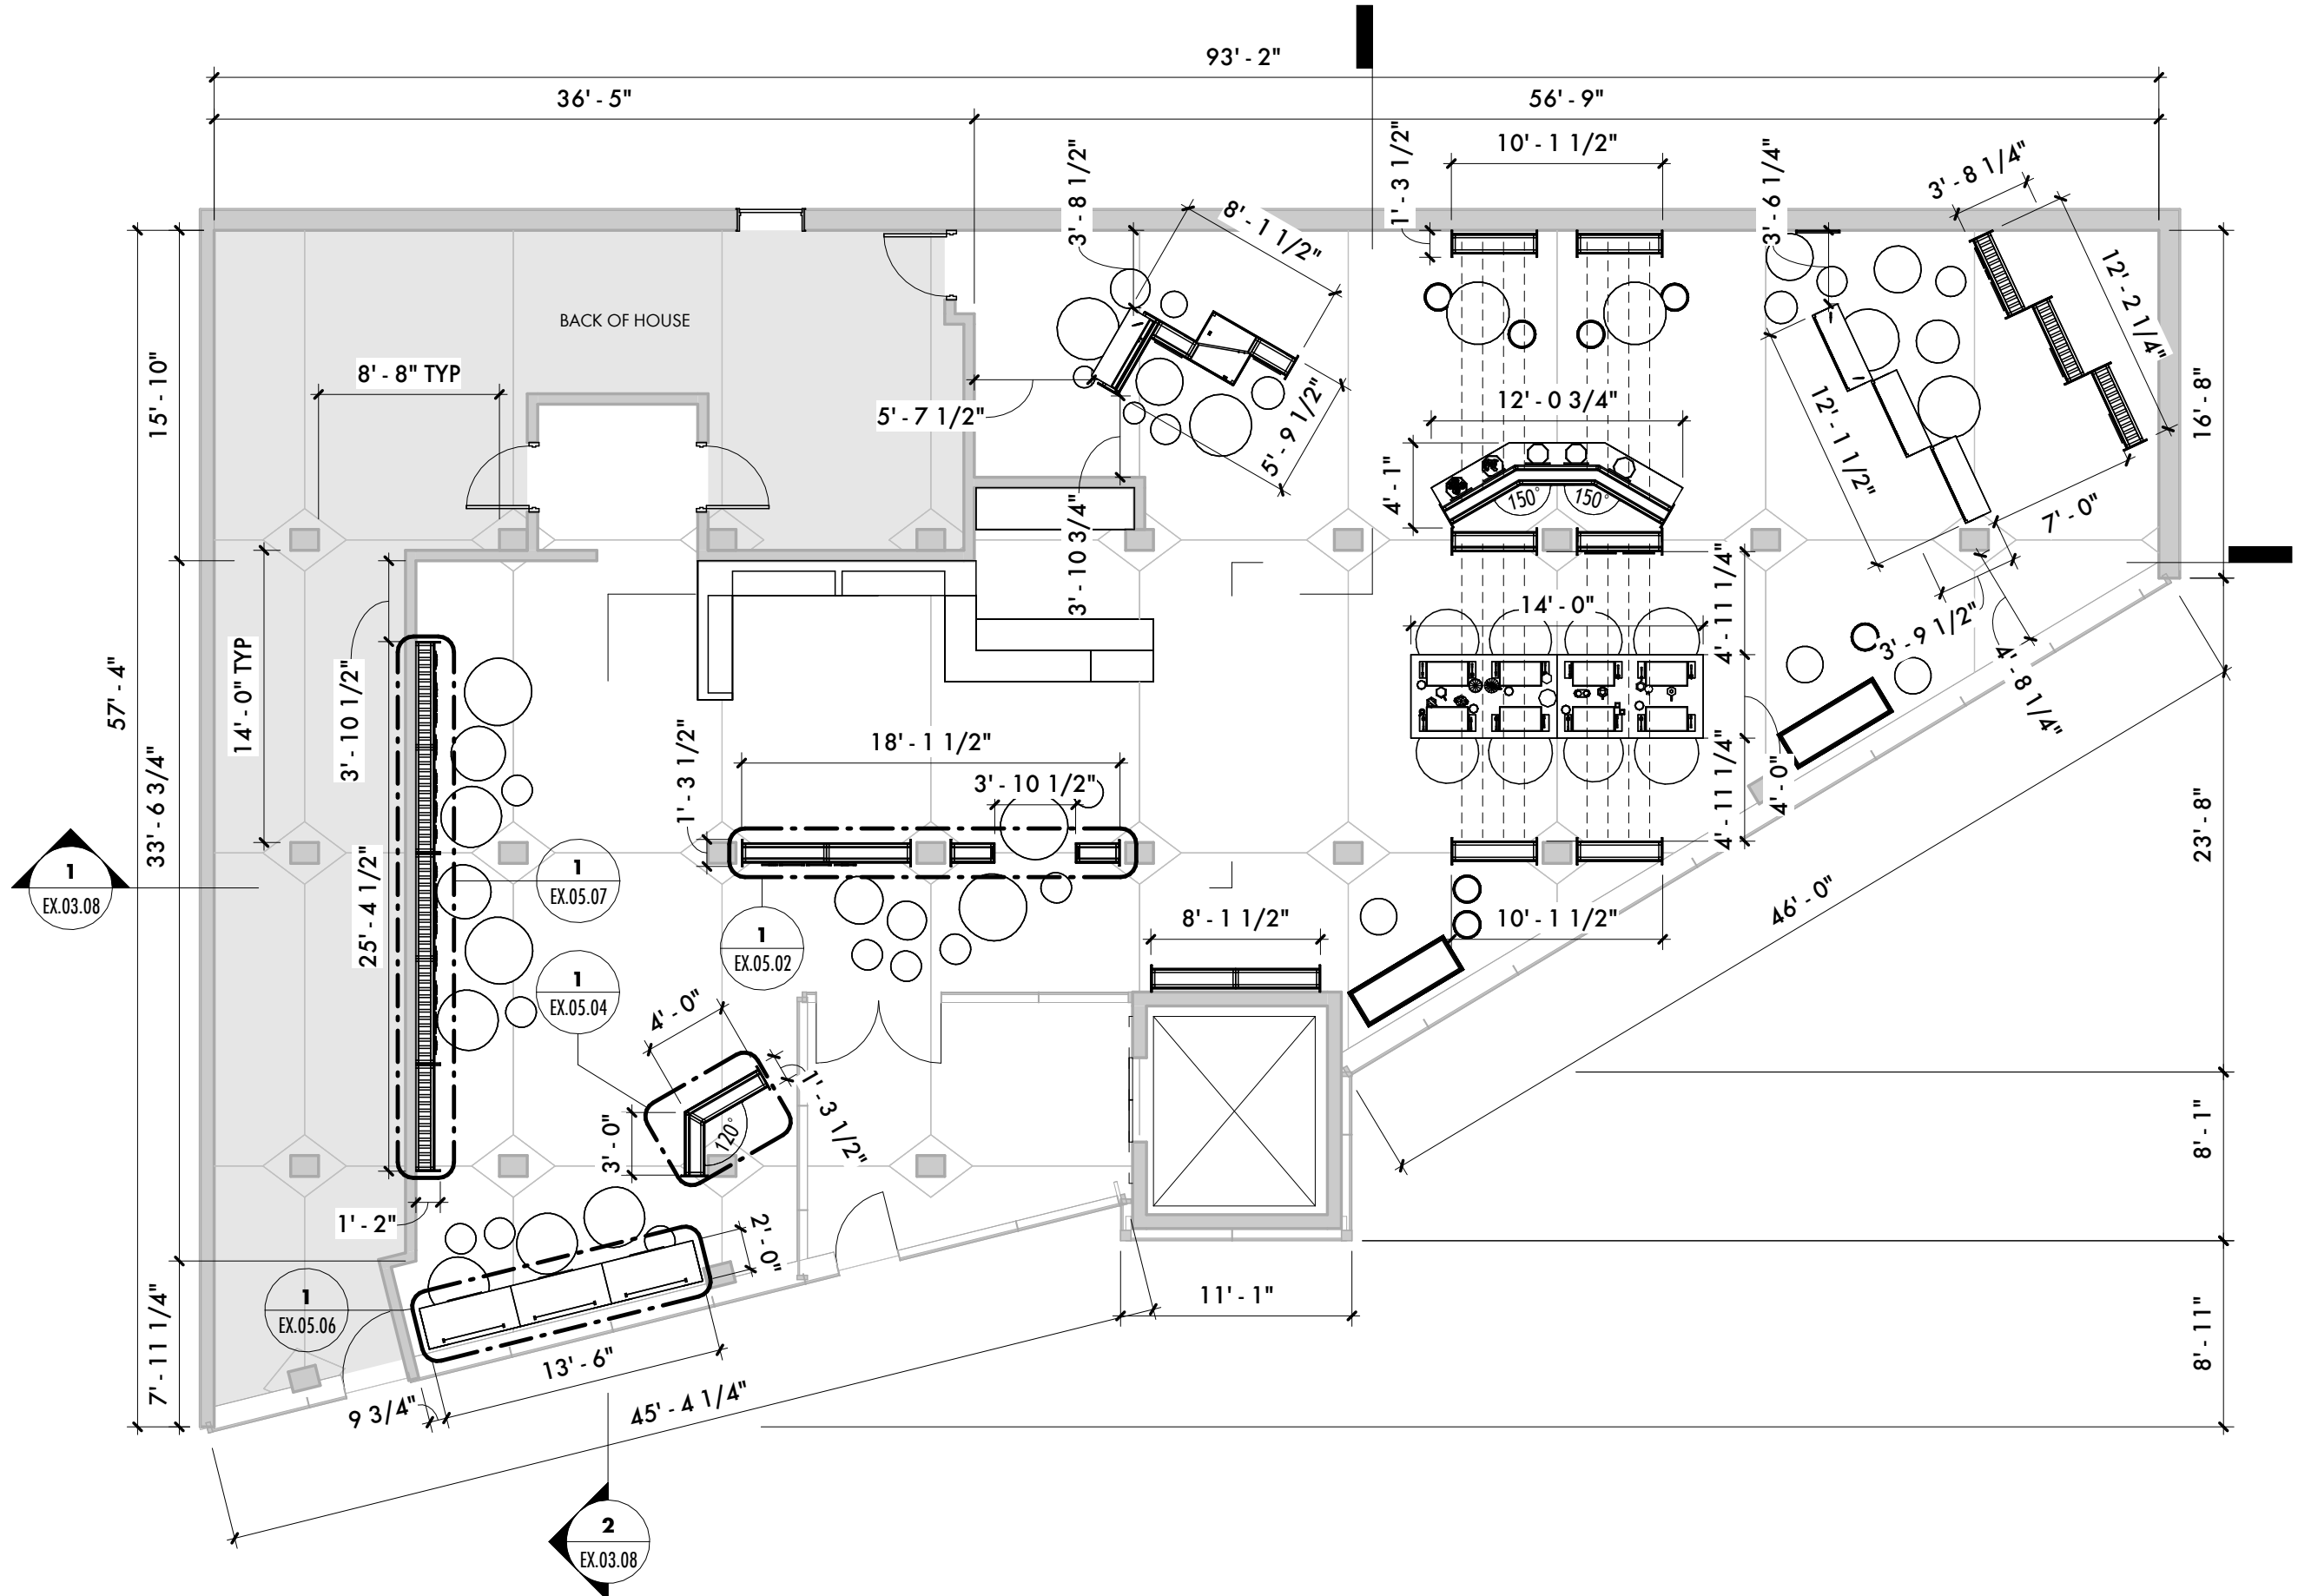 93' - 2"
36' - 5"
56' - 9"
10' - 1 1/2"
1' - 3 1/2"
3' - 8 1/2"
8' - 1 1/2"
3' - 6 1/4"
3' - 8 1/4"
12' - 2 1/4"
BACK OF HOUSE
8' - 8" TYP
15' - 10"
5' - 7 1/2"
5' - 9 1/2"
12' - 0 3/4"
4' - 1"
150°
150°
12' - 1 1/2"
7' - 0"
16' - 8"
3' - 10 3/4"
14' - 0"
4' - 11 1/4"
3' - 9 1/2"
4' - 8 1/4"
57' - 4"
14' - 0" TYP
3' - 10 1/2"
33' - 6 3/4"
18' - 1 1/2"
1' - 3 1/2"
3' - 10 1/2"
4' - 11 1/4"
4' - 0"
23' - 8"
1
EX.03.08
25' - 4 1/2"
1
EX.05.07
1
EX.05.02
8' - 1 1/2"
10' - 1 1/2"
46' - 0"
1
EX.05.04
4' - 0"
1' - 3 1/2"
120°
3' - 0"
8' - 1"
1' - 2"
2' - 0"
1
EX.05.06
7' - 11 1/4"
11' - 1"
8' - 11"
13' - 6"
9 3/4"
45' - 4 1/4"
2
EX.03.08